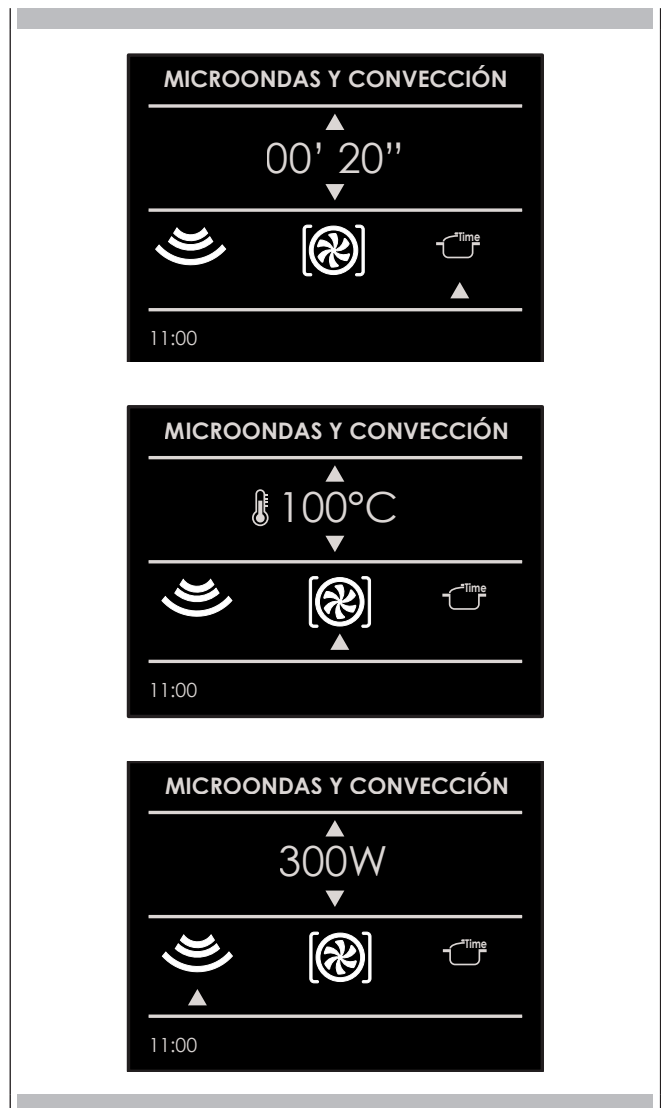 MICROONDAS Y CONVECCIÓN
00’ 20’’
Time
11:00
MICROONDAS Y CONVECCIÓN
100°C
Time
11:00
MICROONDAS Y CONVECCIÓN
300W
Time
11:00